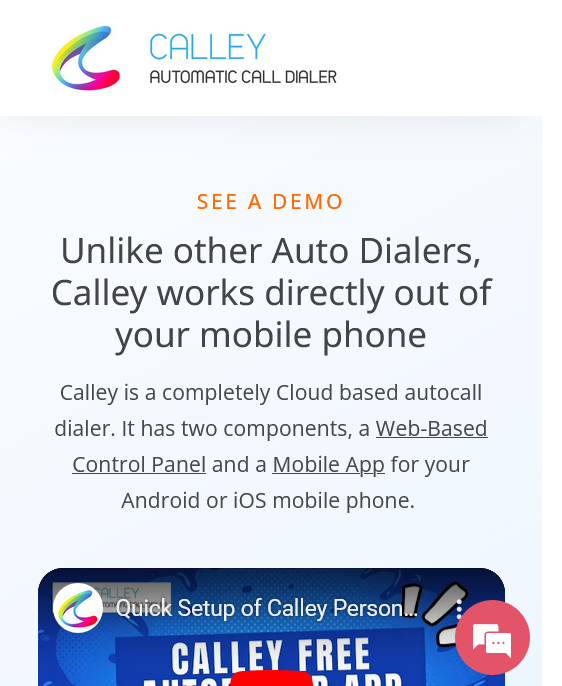 CALLEY
AUTOMATIC CALL DIALER
SEE A DEMO
Unlike other Auto Dialers,
Calley works directly out of
your mobile phone
Calley is a completely Cloud based autocall
dialer. It has two components, a Web-Based
Control Panel and a Mobile App for your
Android or iOS mobile phone.
CALLEY
Quick Setup of Calley Person...
CALLEY FREE